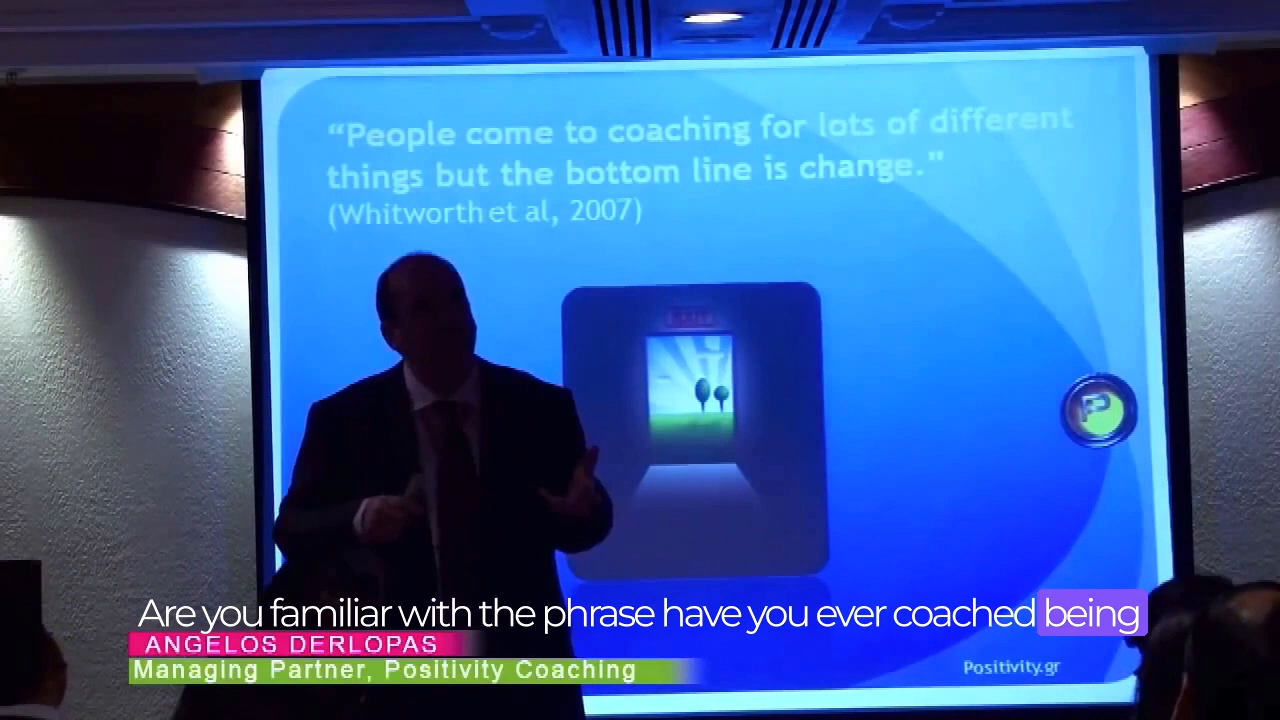 “People come to coaching for lots of different
things but the bottom line is change."
(Whitworth et al, 2007)
EXIT
P
Are you familiar with the phrase have you ever coached being
ANGELOS DERLOPAS
Managing Partner, Positivity Coaching
Positivity.gr